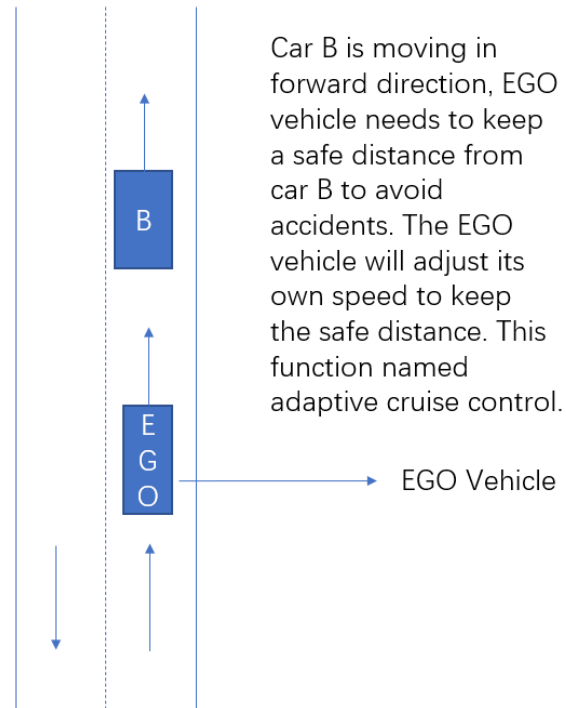 Car B is moving in
forward direction, EGO
vehicle needs to keep
a safe distance from
car B to avoid
accidents. The EGO
vehicle will adjust its
own speed to keep
the safe distance. This
function named
adaptive cruise control.
B
E
G
O
EGO Vehicle